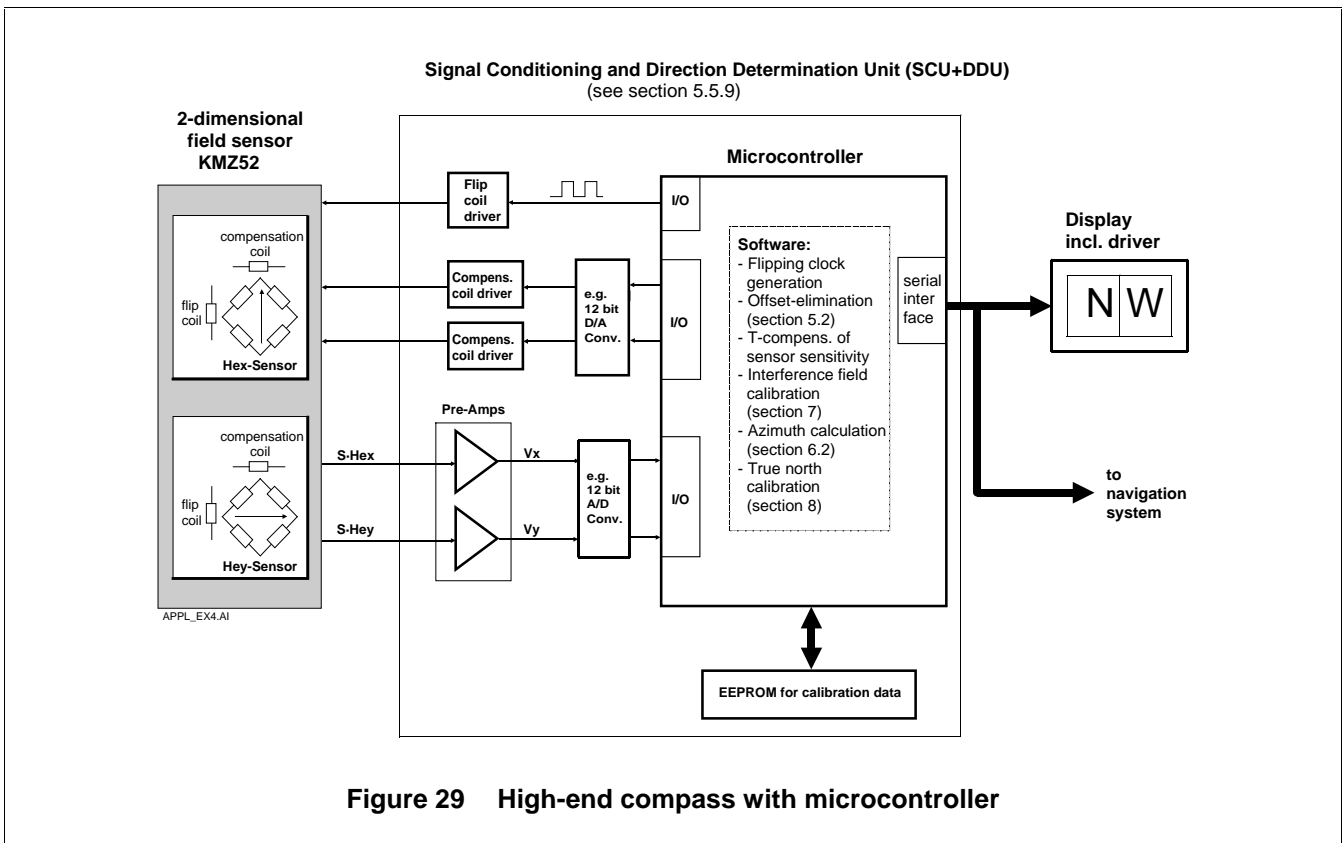 Signal Conditioning and Direction Determination Unit (SCU+DDU)
(see section 5.5.9)
2-dimensional
field sensor
KMZ52
compensation
coil
flip
coil
Hex-Sensor
compensation
coil
flip
coil
Hey-Sensor
APPL_EX4.AI
Flip
coil
driver
Compens.
coil driver
Compens.
coil driver
e.g.
12 bit
D/A
Conv.
Pre-Amps
S·Hex
S·Hey
Vx
Vy
e.g.
12 bit
A/D
Conv.
Microcontroller
I/O
I/O
I/O
Software:
- Flipping clock
generation
- Offset-elimination
(section 5.2)
- T-compens. of
sensor sensitivity
- Interference field
calibration
(section 7)
- Azimuth calculation
(section 6.2)
- True north
calibration
(section 8)
serial
inter
face
EEPROM for calibration data
Display
incl. driver
N W
to
navigation
system
Figure 29 High-end compass with microcontroller